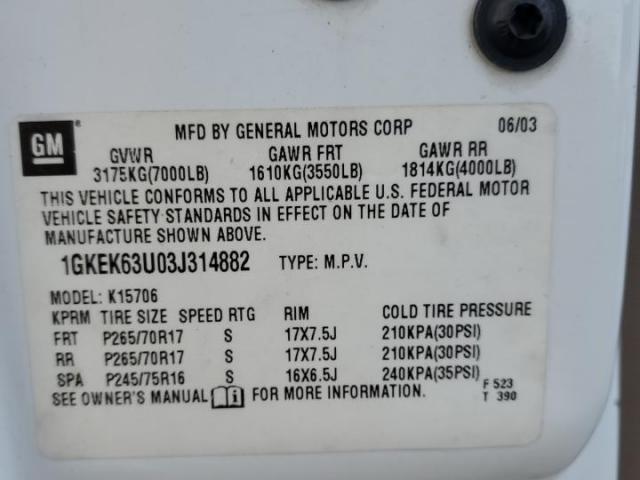 GM ® MFD BY GENERAL MOTORS CORP 06/03
GVWR GAWR FRT GAWR RR
3175KG(7000LB) 1610KG(3550LB) 1814KG(4000LB)
THIS VEHICLE CONFORMS TO ALL APPLICABLE U.S. FEDERAL MOTOR
VEHICLE SAFETY STANDARDS IN EFFECT ON THE DATE OF
MANUFACTURE SHOWN ABOVE.
1GKEK63U03J314882 TYPE: M.P.V.
MODEL: K15706
KPRM TIRE SIZE SPEED RTG RIM COLD TIRE PRESSURE
FRT P265/70R17 S 17X7.5J 210KPA(30PSI)
RR P265/70R17 S 17X7.5J 210KPA(30PSI)
SPA P245/75R16 S 16X6.5J 240KPA(35PSI)
SEE OWNER'S MANUAL FOR MORE INFORMATION.
F 523
T 390